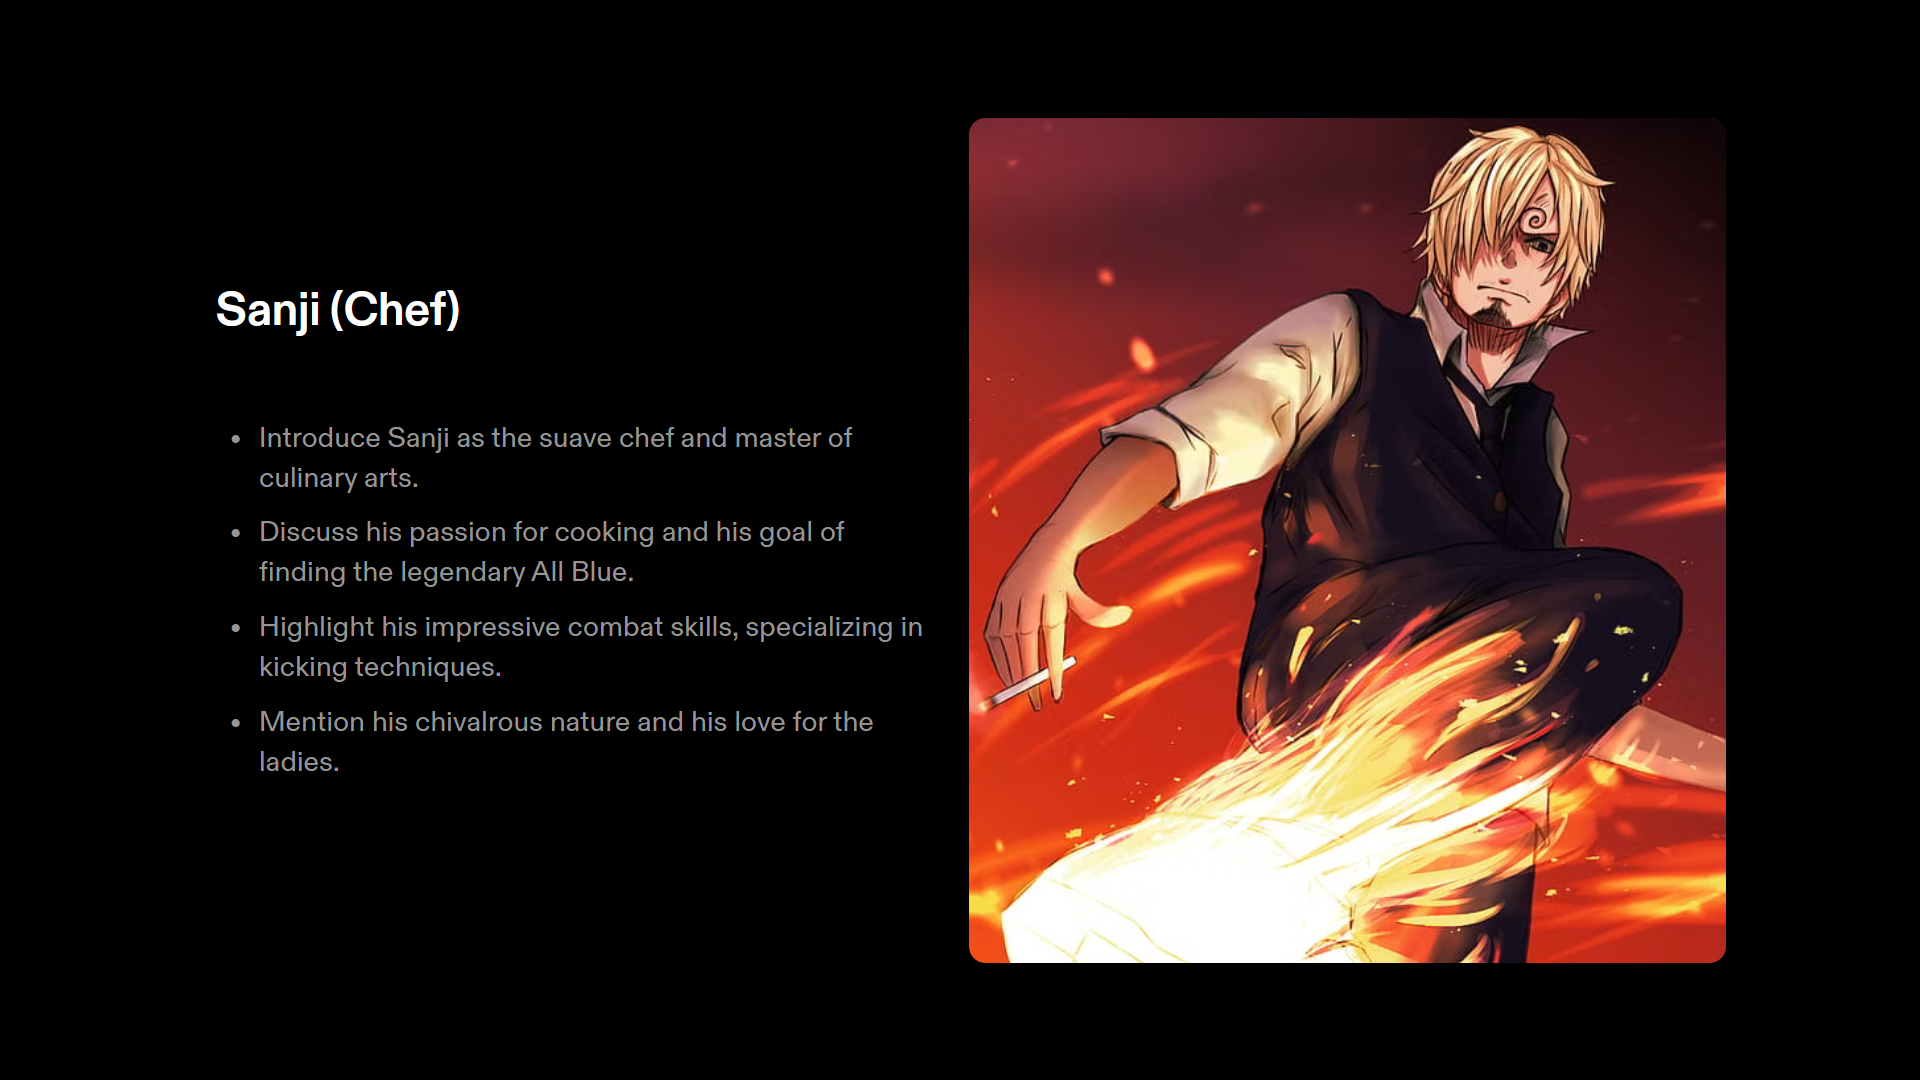 Sanji (Chef)
• Introduce Sanji as the suave chef and master of
culinary arts.
• Discuss his passion for cooking and his goal of
finding the legendary All Blue.
• Highlight his impressive combat skills, specializing in
kicking techniques.
• Mention his chivalrous nature and his love for the
ladies.